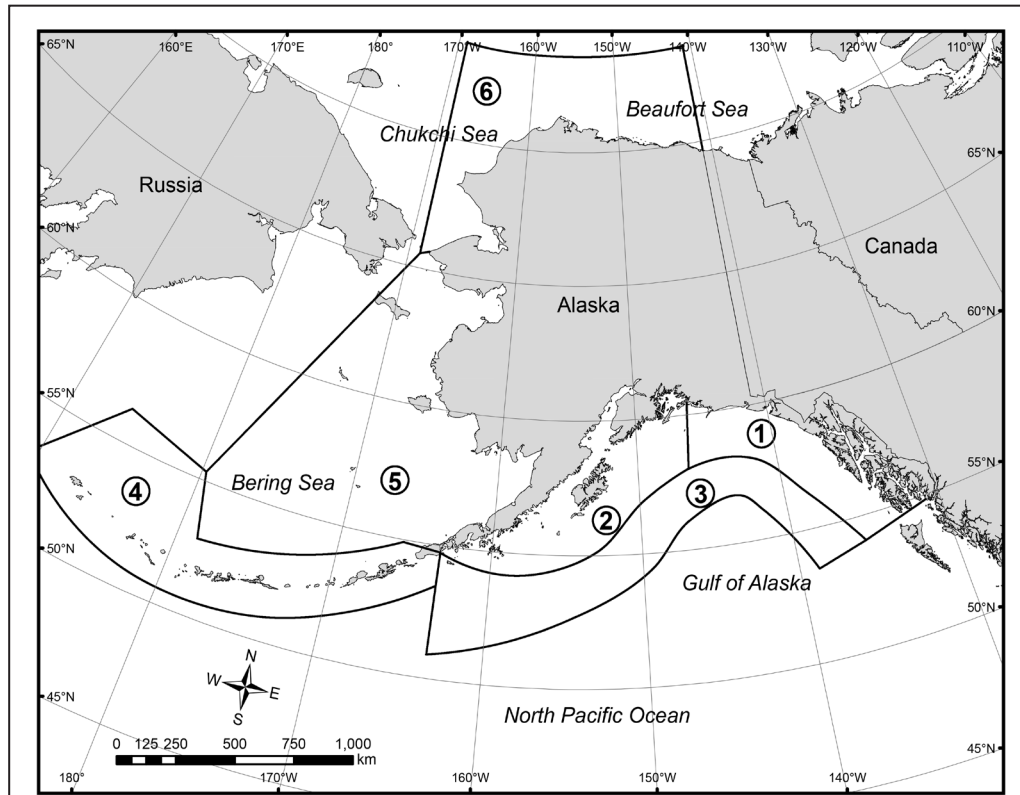 65°N 160°E 170°E 180° 170°W 160°W 150°W 140°W 130°W 120°W 110°W
6
Beaufort Sea
Chukchi Sea
65°N
Russia
60°N
Canada
Alaska
60°N
55°N
1
55°N
4
Bering Sea
5
3
2
50°N
Gulf of Alaska
50°N
N
W E
S
45°N
North Pacific Ocean
0 125 250 500 750 1,000
km
45°N
180° 170°W 160°W 150°W 140°W